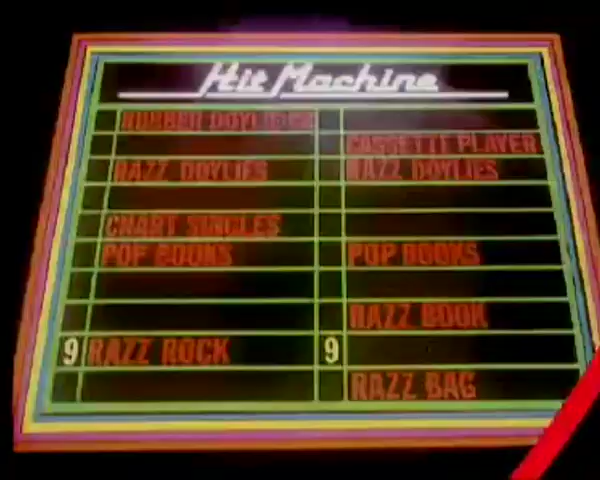 Hit Machine
RUBBER DOYLIES
CASSETTE PLAYER
RAZZ DOYLIES RAZZ DOYLIES
CHART SINGLES
POP BOOKS POP BOOKS
RAZZ BOOK
9 RAZZ ROCK 9
RAZZ BAG